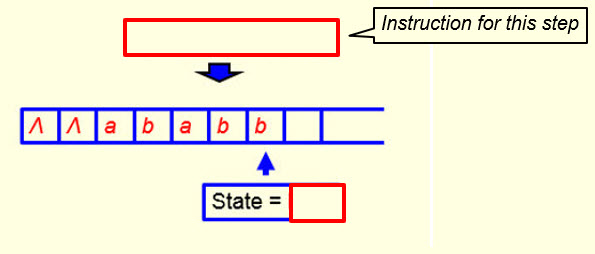 Instruction for this step
Λ Λ a b a b b
State =